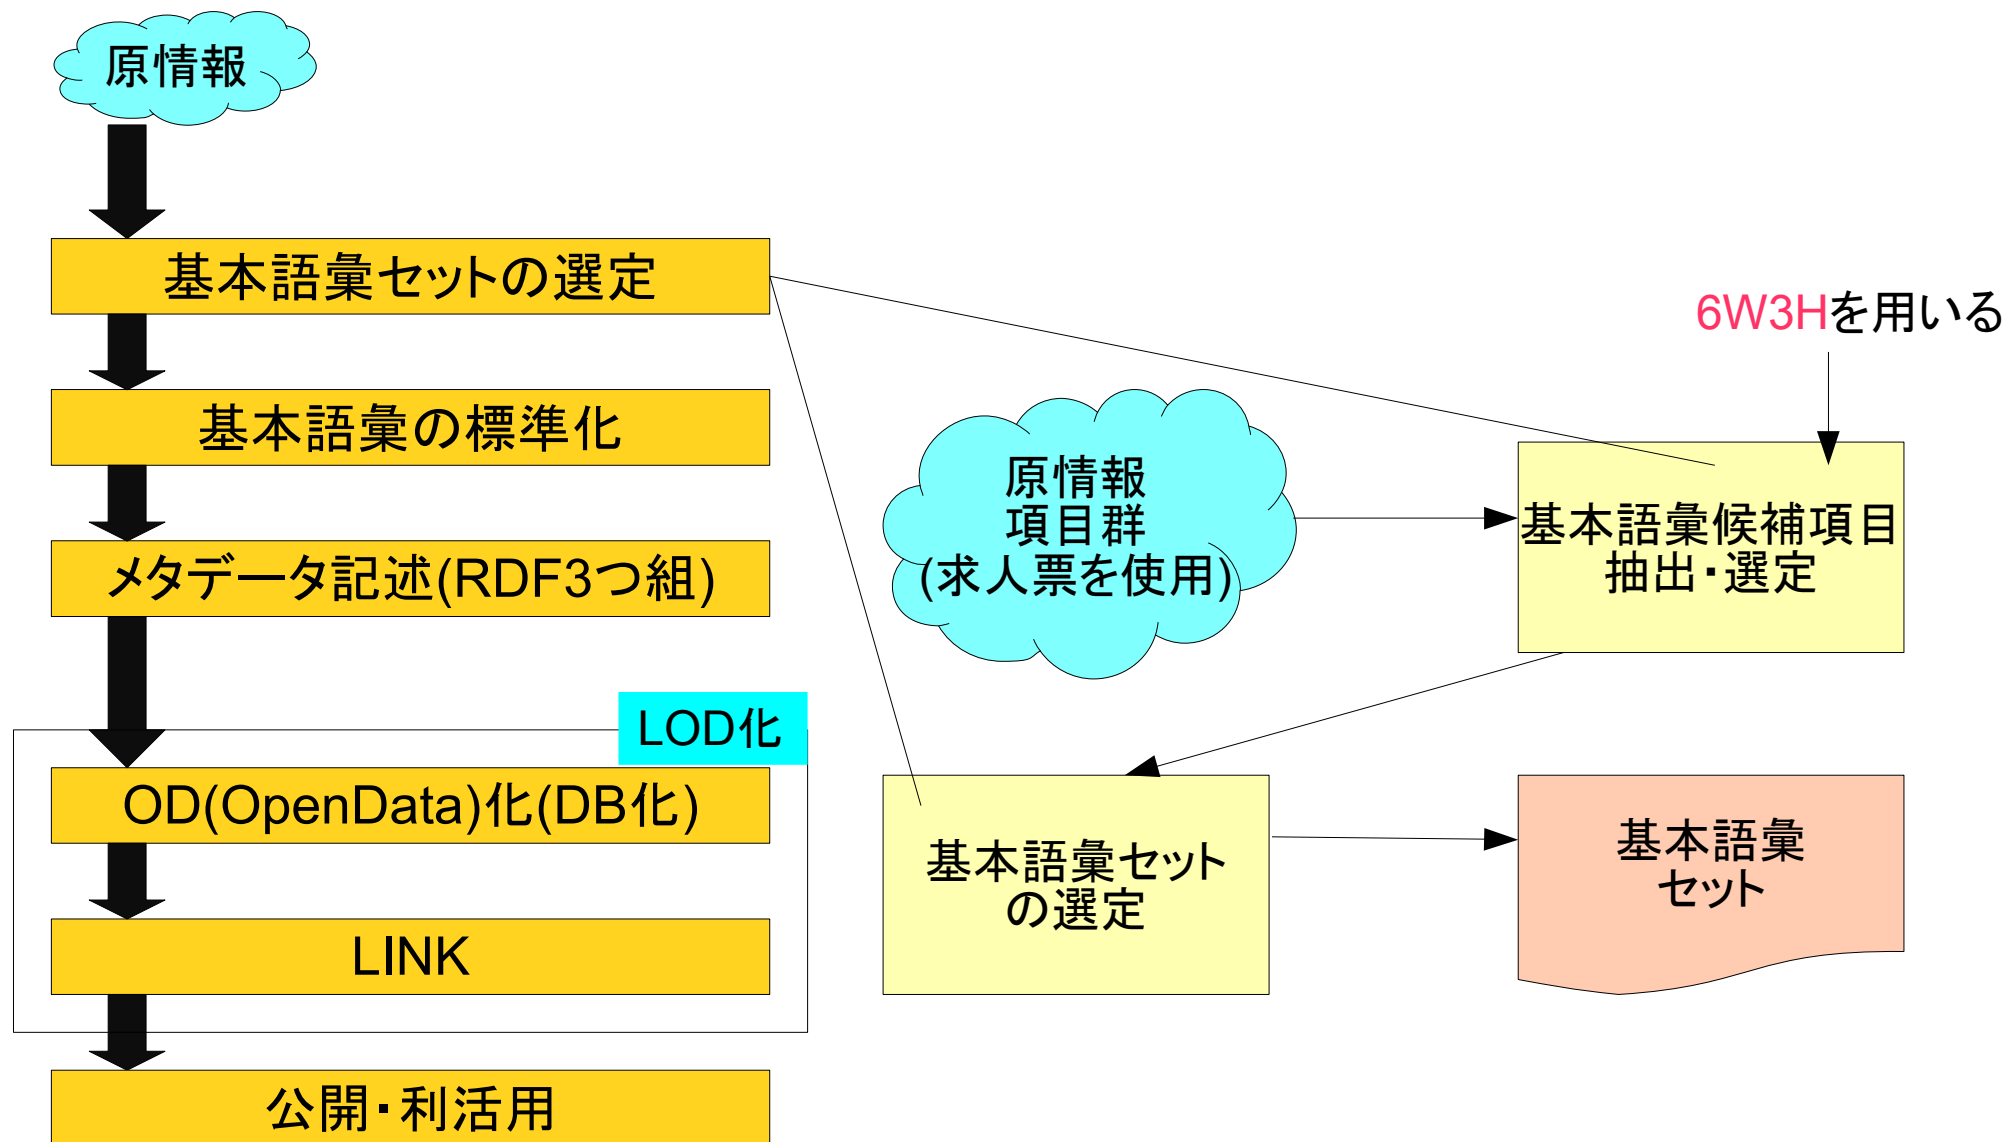 原情報
基本語彙セットの選定
基本語彙の標準化
メタデータ記述(RDF3つ組)
LOD化
OD(OpenData)化(DB化)
LINK
公開・利活用
6W3Hを用いる
原情報
項目群
(求人票を使用)
基本語彙候補項目
抽出・選定
基本語彙セット
の選定
基本語彙
セット